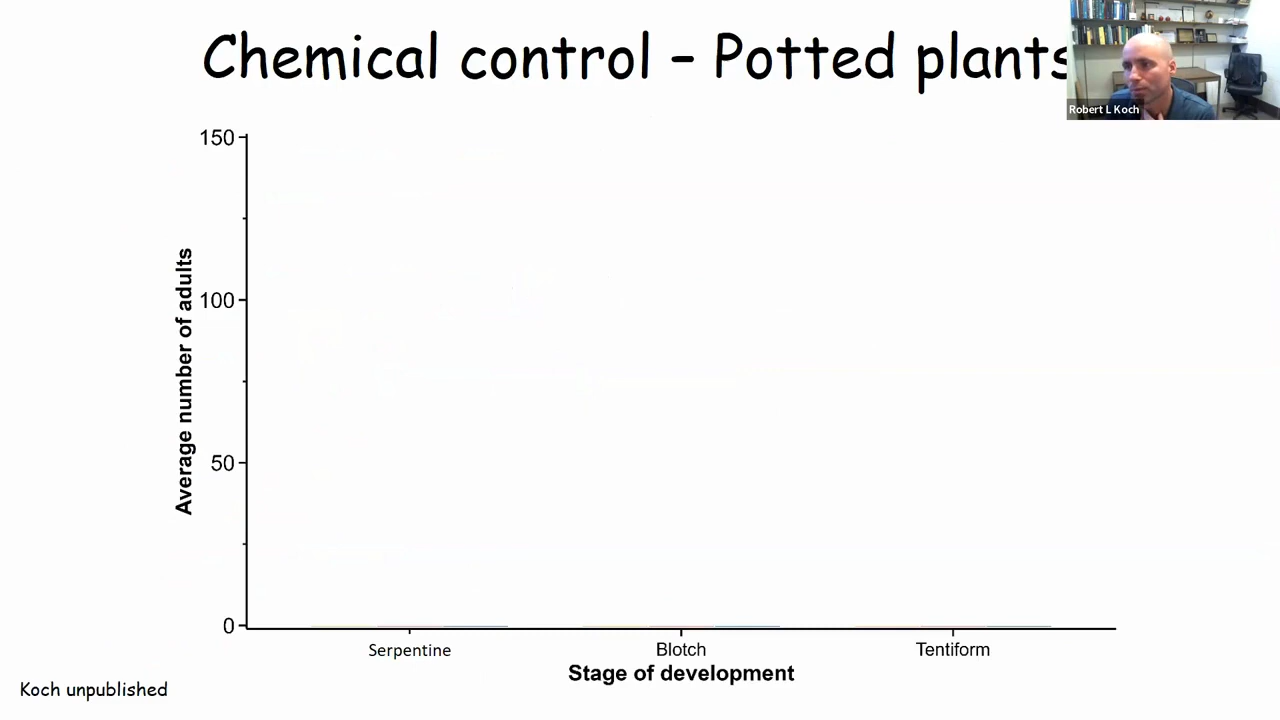 Chemical control – Potted plants
Robert L Koch
150
100
50
0
Average number of adults
Serpentine
Blotch
Tentiform
Stage of development
Koch unpublished